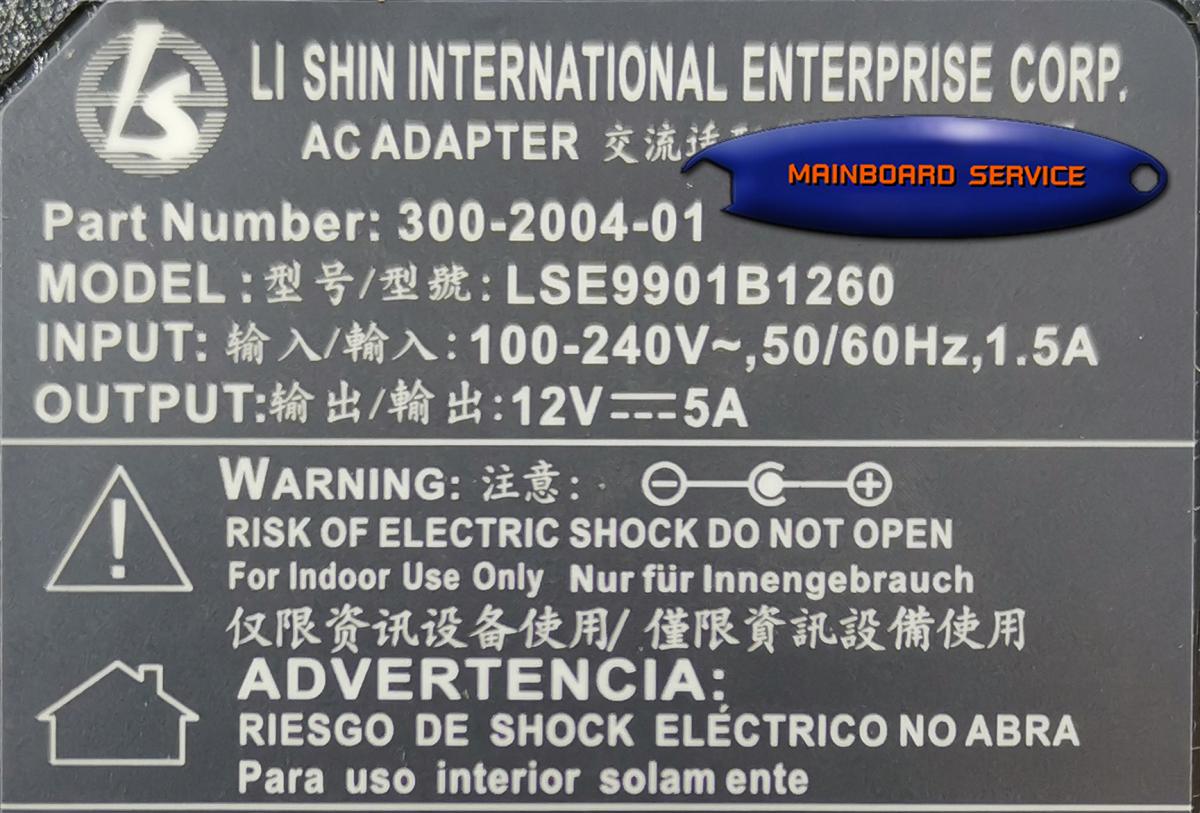 LS
LI SHIN INTERNATIONAL ENTERPRISE CORP.
AC ADAPTER 交流适
MAINBOARD SERVICE
Part Number: 300-2004-01
MODEL : 型号/型號: LSE9901B1260
INPUT: 输入/輸入: 100-240V~,50/60Hz,1.5A
OUTPUT:输出/輸出:12V⎓5A
WARNING: 注意:
RISK OF ELECTRIC SHOCK DO NOT OPEN
For Indoor Use Only Nur für Innengebrauch
仅限资讯设备使用/ 僅限資訊設備使用
ADVERTENCIA:
RIESGO DE SHOCK ELÉCTRICO NO ABRA
Para uso interior solam ente